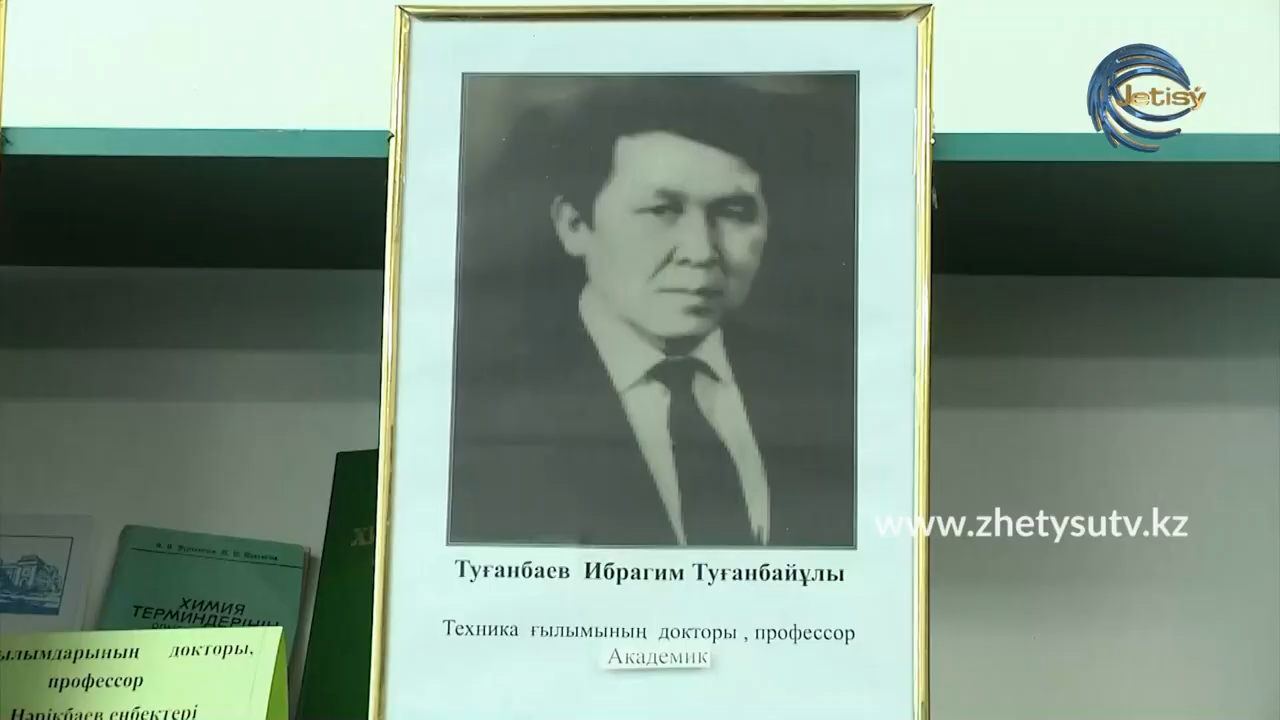 Jetisý
www.zhetysutv.kz
Туғанбаев Ибрагим Туғанбайұлы
Техника ғылымының докторы , профессор
Академик
ХИМИЯ
ТЕРМИНДЕРІНІҢ
ылымдарының докторы,
профессор
Нәрікбаев еңбектері